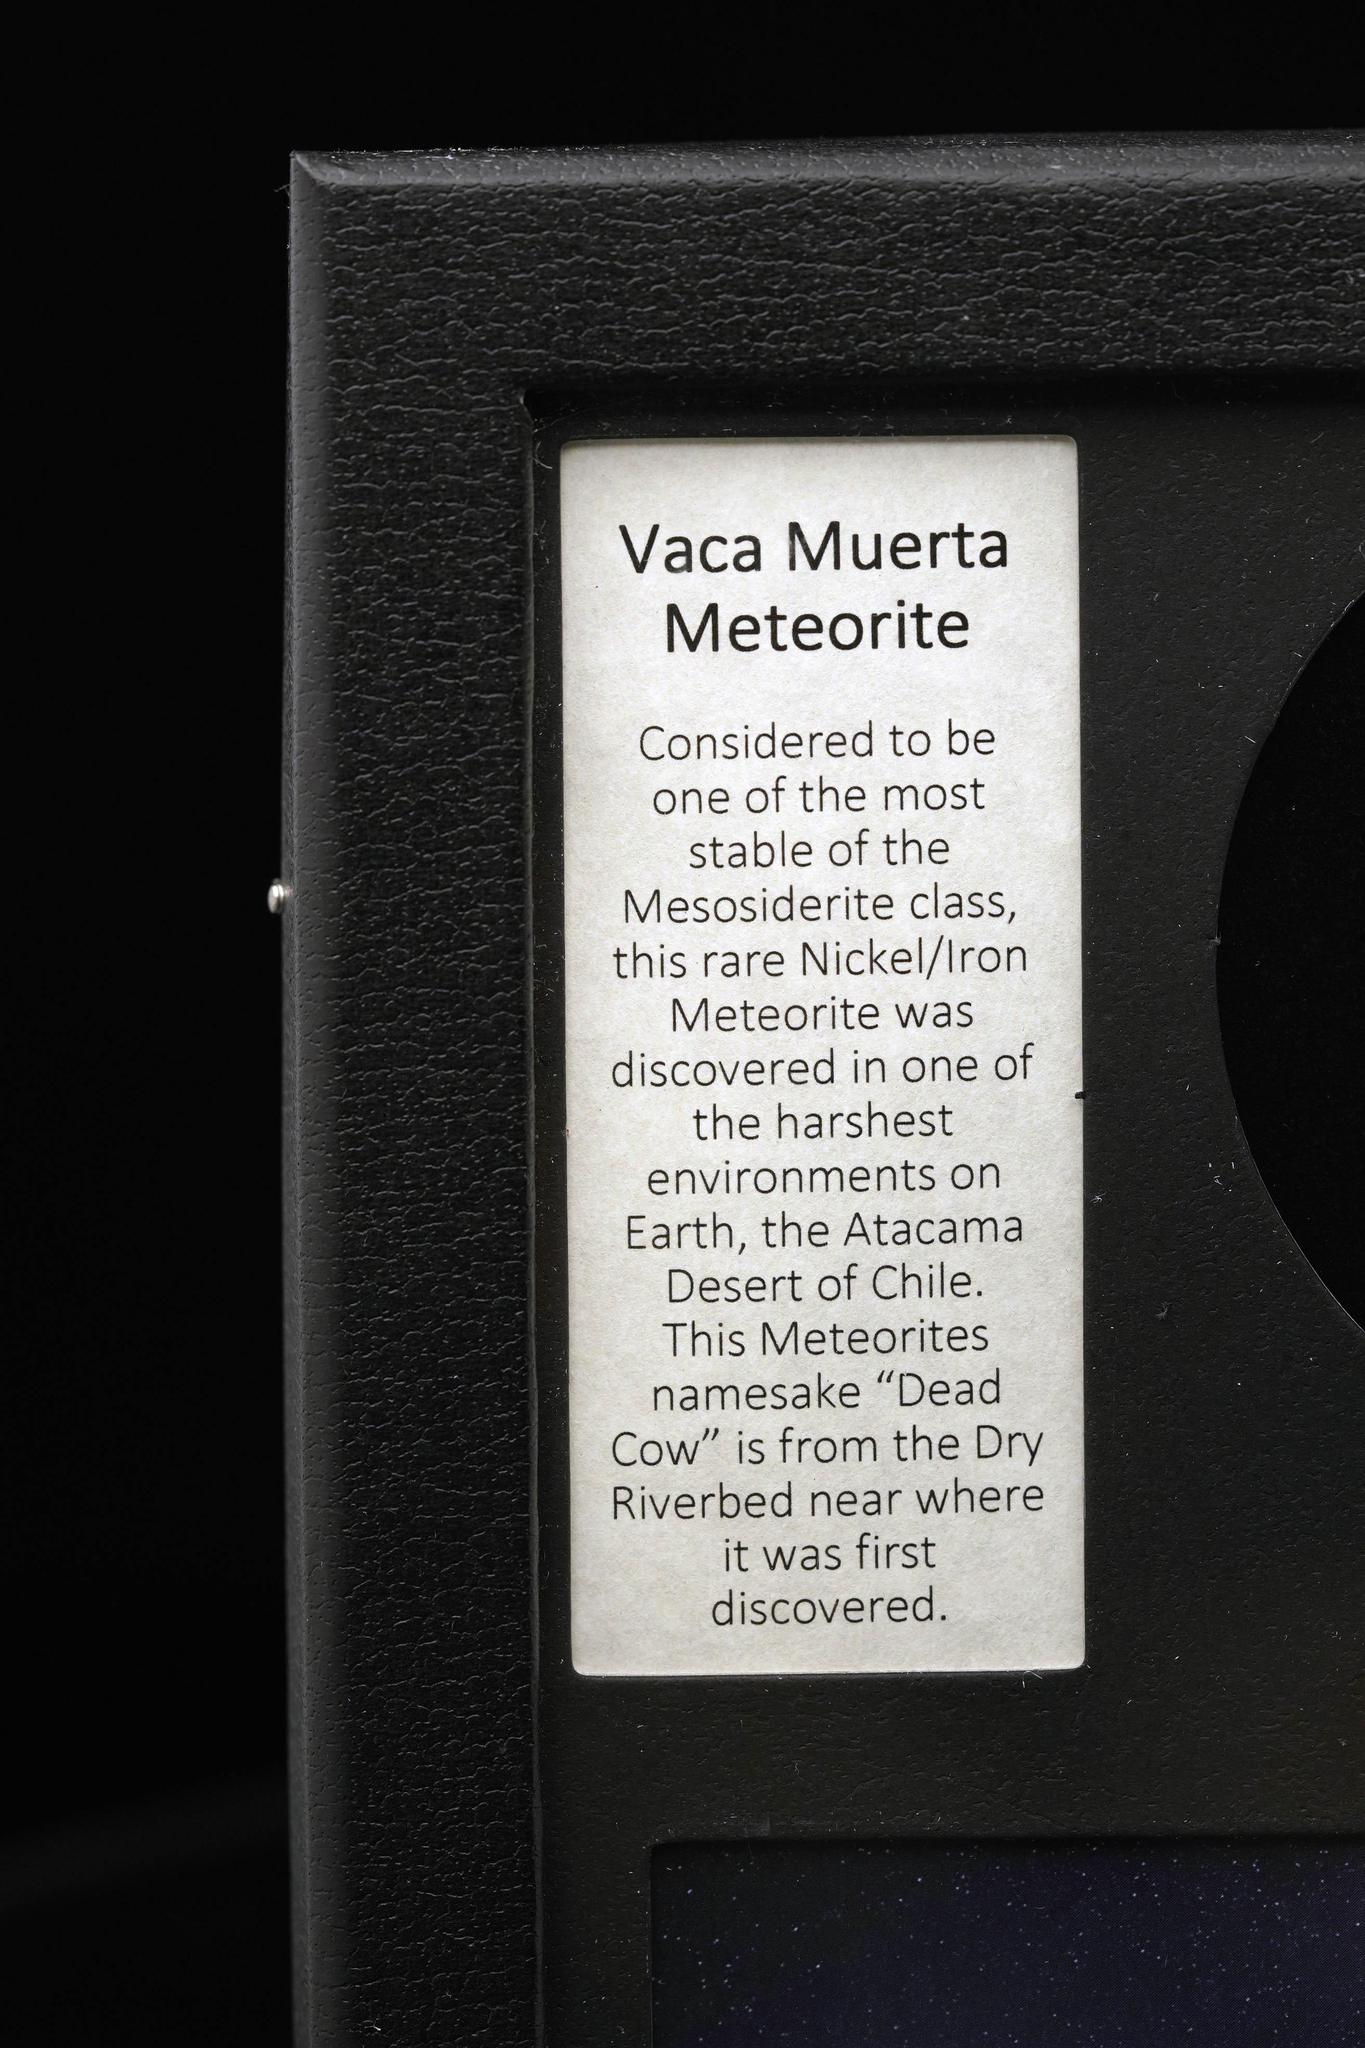 Vaca Muerta
Meteorite
Considered to be
one of the most
stable of the
Mesosiderite class,
this rare Nickel/Iron
Meteorite was
discovered in one of
the harshest
environments on
Earth, the Atacama
Desert of Chile.
This Meteorites
namesake “Dead
Cow” is from the Dry
Riverbed near where
it was first
discovered.